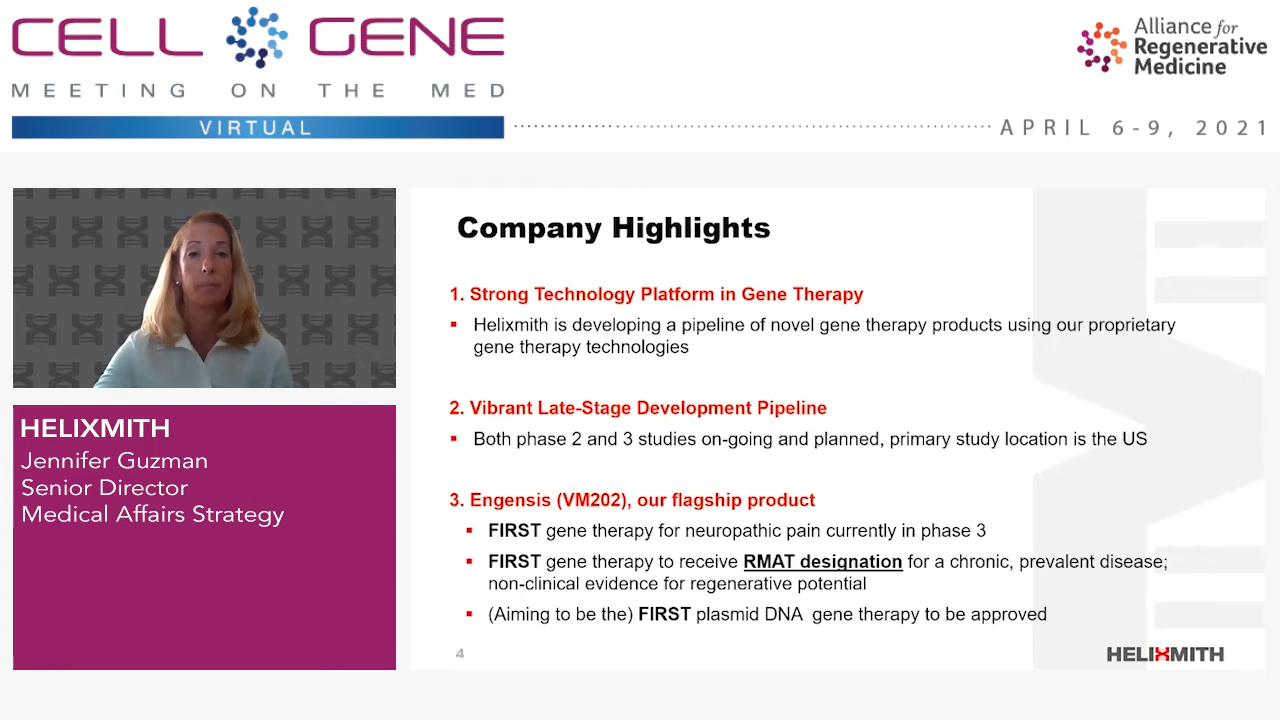 CELL GENE
MEETING ON THE MED
VIRTUAL
Alliance for
Regenerative
Medicine
APRIL 6-9, 2021
HELIXMITH
Jennifer Guzman
Senior Director
Medical Affairs Strategy
Company Highlights
1. Strong Technology Platform in Gene Therapy
▪ Helixmith is developing a pipeline of novel gene therapy products using our proprietary
gene therapy technologies
2. Vibrant Late-Stage Development Pipeline
▪ Both phase 2 and 3 studies on-going and planned, primary study location is the US
3. Engensis (VM202), our flagship product
▪ FIRST gene therapy for neuropathic pain currently in phase 3
▪ FIRST gene therapy to receive RMAT designation for a chronic, prevalent disease;
non-clinical evidence for regenerative potential
▪ (Aiming to be the) FIRST plasmid DNA gene therapy to be approved
4
HELIXMITH